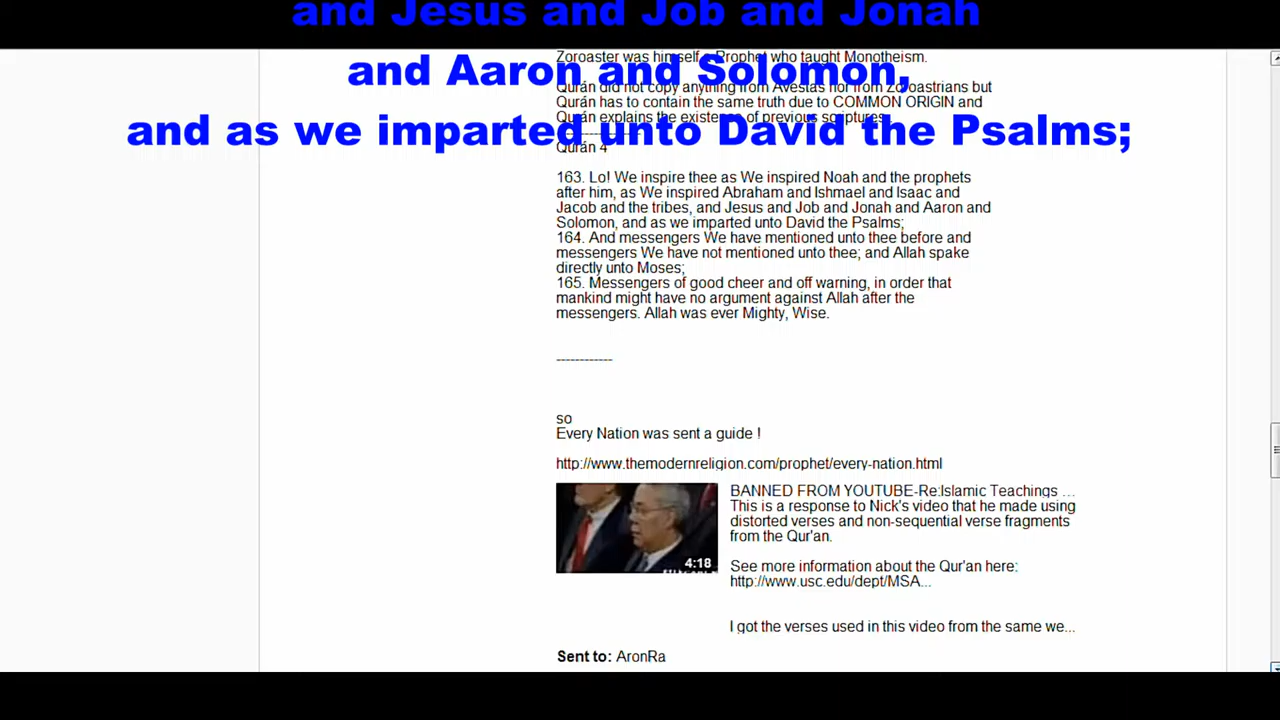 and Jesus and Job and Jonah
Zoroaster was himself a Prophet who taught Monotheism.
and Aaron and Solomon,
Qurán did not copy anything from Avestas nor from Zoroastrians but
Qurán has to contain the same truth due to COMMON ORIGIN and
Qurán explains the existence of previous scriptures.
and as we imparted unto David the Psalms;
Qurán 4
163. Lo! We inspire thee as We inspired Noah and the prophets
after him, as We inspired Abraham and Ishmael and Isaac and
Jacob and the tribes, and Jesus and Job and Jonah and Aaron and
Solomon, and as we imparted unto David the Psalms;
164. And messengers We have mentioned unto thee before and
messengers We have not mentioned unto thee; and Allah spake
directly unto Moses;
165. Messengers of good cheer and off warning, in order that
mankind might have no argument against Allah after the
messengers. Allah was ever Mighty, Wise.
------------
so
Every Nation was sent a guide !
http://www.themodernreligion.com/prophet/every-nation.html
4:18
BANNED FROM YOUTUBE-Re:Islamic Teachings ...
This is a response to Nick's video that he made using
distorted verses and non-sequential verse fragments
from the Qur'an.
See more information about the Qur'an here:
http://www.usc.edu/dept/MSA...
I got the verses used in this video from the same we...
Sent to: AronRa